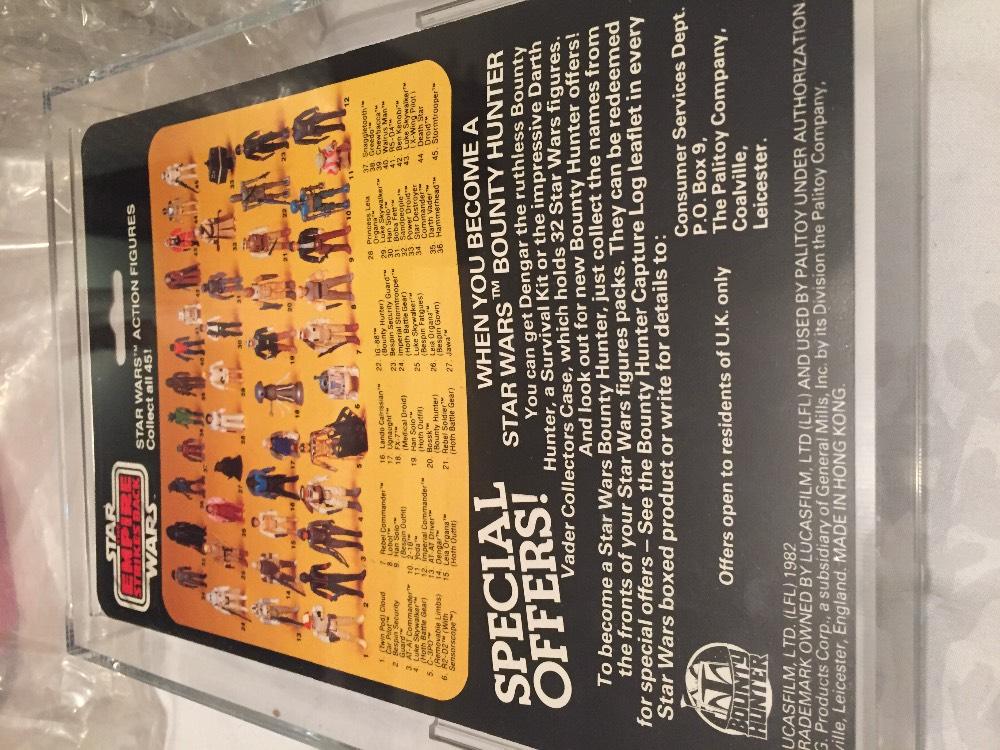 STAR
EMPIRE
STRIKES BACK
WARS
STAR WARS™ ACTION FIGURES
Collect all 45!
1. (Twin Pod) Cloud
Car Pilot™
2. Bespin Security
Guard™
3. AT-AT Commander™
4. Luke Skywalker™
(Hoth Battle Gear)
5. C-3PO™
(Removable Limbs)
6. R2-D2™ (With
Sensorscope™)
7. Rebel Commander™
8. Lobot™
9. Han Solo™
(Bespin Outfit)
10. 2-1B™
11. Yoda™
12. Imperial Commander™
13. AT-AT Driver™
14. Dengar™
15. Leia Organa™
(Hoth Outfit)
16. Lando Calrissian™
17. Ugnaught™
18. FX-7™
(Medical Droid)
19. Han Solo™
(Hoth Outfit)
20. Bossk™
(Bounty Hunter)
21. Rebel Soldier™
(Hoth Battle Gear)
22. IG-88™
(Bounty Hunter)
23. Bespin Security Guard™
24. Imperial Stormtrooper™
(Hoth Battle Gear)
25. Luke Skywalker™
(Bespin Fatigues)
26. Leia Organa™
(Bespin Gown)
27. Jawa™
28. Princess Leia
Organa™
29. Luke Skywalker™
30. Han Solo™
31. Boba Fett™
32. Sandpeople™
33. Power Droid™
34. Star Destroyer
Commander™
35. Darth Vader™
36. Hammerhead™
37. Snaggletooth™
38. Greedo™
39. Chewbacca™
40. Walrus Man™
41. R5-D4™
42. Ben Kenobi™
43. Luke Skywalker™
(X-Wing Pilot)
44. Death Star
Droid™
45. Stormtrooper™
SPECIAL
OFFERS!
WHEN YOU BECOME A
STAR WARS™ BOUNTY HUNTER
You can get Dengar the ruthless Bounty
Hunter, a Survival Kit or the impressive Darth
Vader Collectors Case, which holds 32 Star Wars figures.
And look out for new Bounty Hunter offers!
To become a Star Wars Bounty Hunter, just collect the names from
the fronts of your Star Wars figures packs. They can be redeemed
for special offers – See the Bounty Hunter Capture Log leaflet in every
Star Wars boxed product or write for details to:
Consumer Services Dept.
P.O. Box 9,
The Palitoy Company,
Coalville,
Leicester.
Offers open to residents of U.K. only
BOUNTY
HUNTER
UCASFILM, LTD. (LFL) 1982
RADEMARK OWNED BY LUCASFILM, LTD (LFL) AND USED BY PALITOY UNDER AUTHORIZATION.
G. Products Corp., a subsidiary of General Mills, Inc. by its Division the Palitoy Company,
ville, Leicester, England. MADE IN HONG KONG.